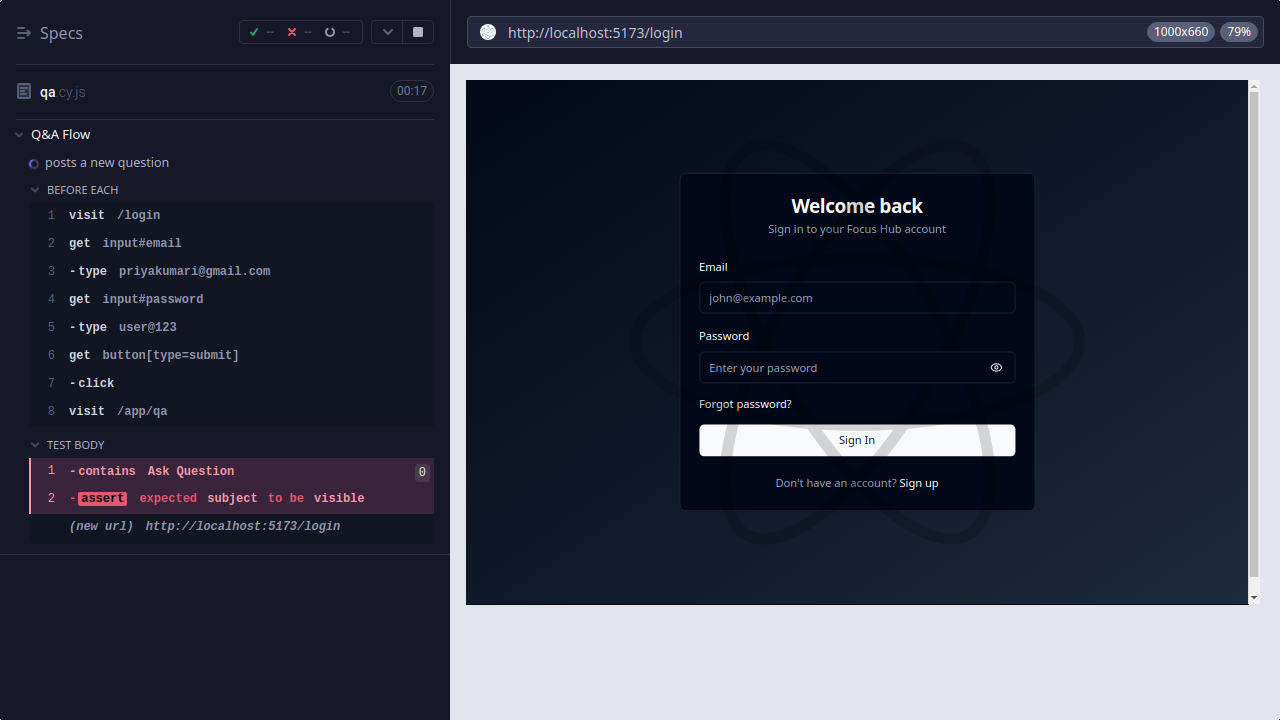 Specs
--
--
--
qa.cy.js
00:17
Q&A Flow
posts a new question
BEFORE EACH
1 visit /login
2 get input#email
3 -type priyakumari@gmail.com
4 get input#password
5 -type user@123
6 get button[type=submit]
7 -click
8 visit /app/qa
TEST BODY
1 -contains Ask Question 0
2 -assert expected subject to be visible
(new url) http://localhost:5173/login
http://localhost:5173/login
1000x660
79%
Welcome back
Sign in to your Focus Hub account
Email
john@example.com
Password
Enter your password
Forgot password?
Sign In
Don't have an account? Sign up